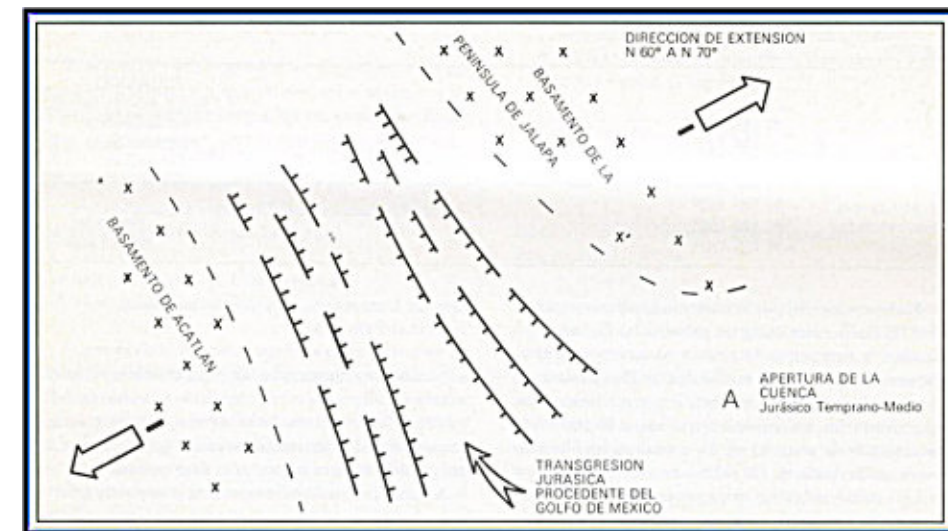 DIRECCION DE EXTENSION
N 60° A N 70°
BASAMENTO DE LA
PENINSULA DE JALAPA
BASAMENTO DE ACATLAN
A
APERTURA DE LA
CUENCA
Jurásico Temprano-Medio
TRANSGRESION
JURASICA
PROCEDENTE DEL
GOLFO DE MEXICO